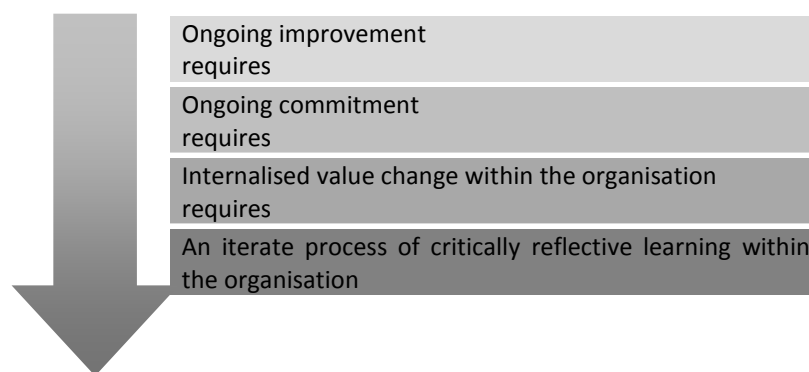 Ongoing improvement
requires
Ongoing commitment
requires
Internalised value change within the organisation
requires
An iterate process of critically reflective learning within
the organisation